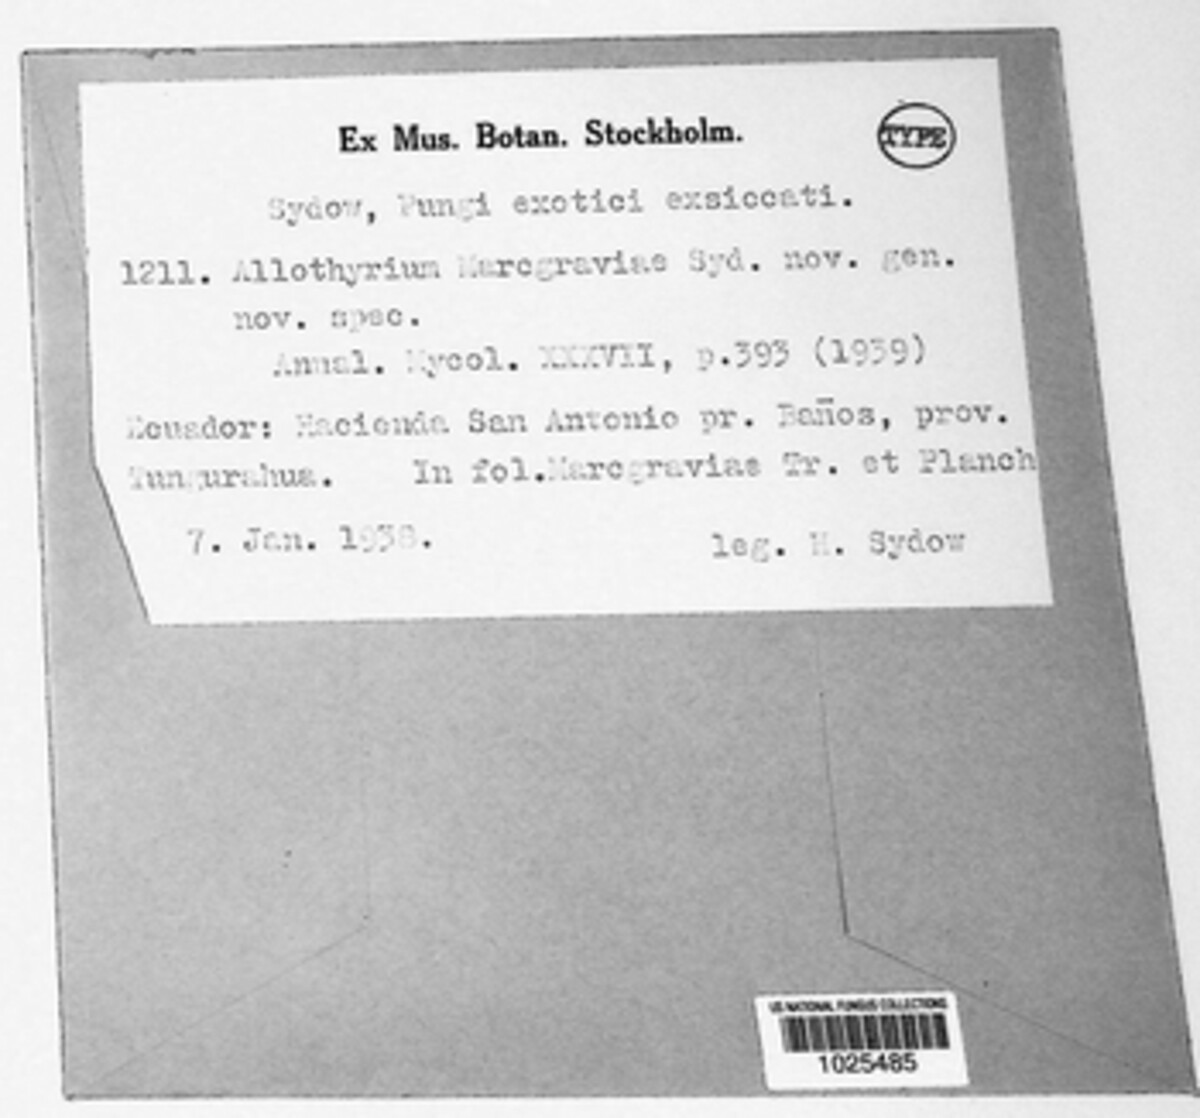 Ex Mus. Botan. Stockholm.
TYPE
Sydow, Fungi exotici exsiccati.
1211. Allothyrium Marcgraviae Syd. nov. gen.
nov. spec.
Annal. Mycol. XXXVII, p.393 (1939)
Ecuador: Hacienda San Antonio pr. Baños, prov.
Tungurahua. In fol.Marcgraviae Tr. et Planch
7. Jan. 1938.
leg. H. Sydow
US NATIONAL FUNGUS COLLECTIONS
1025485